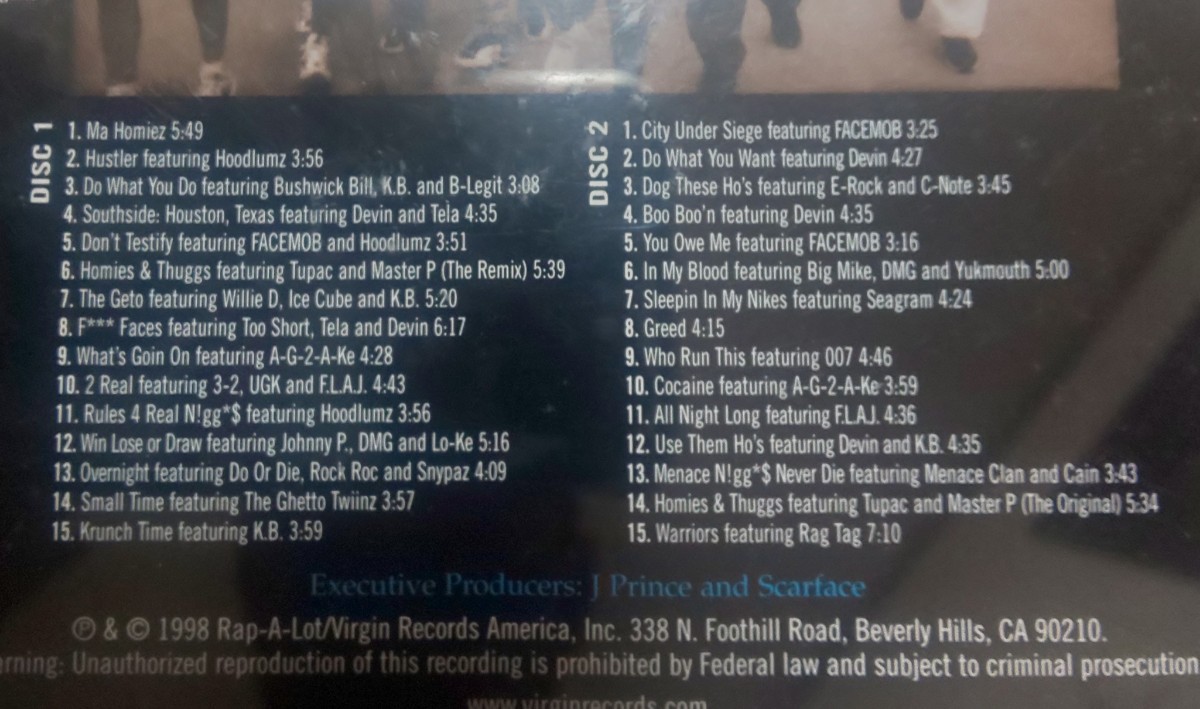 DISC 1
1. Ma Homiez 5:49
2. Hustler featuring Hoodlumz 3:56
3. Do What You Do featuring Bushwick Bill, K.B. and B-Legit 3:08
4. Southside: Houston, Texas featuring Devin and Tela 4:35
5. Don't Testify featuring FACEMOB and Hoodlumz 3:51
6. Homies & Thuggs featuring Tupac and Master P (The Remix) 5:39
7. The Geto featuring Willie D, Ice Cube and K.B. 5:20
8. F*** Faces featuring Too Short, Tela and Devin 6:17
9. What's Goin On featuring A-G-2-A-Ke 4:28
10. 2 Real featuring 3-2, UGK and F.L.A.J. 4:43
11. Rules 4 Real N!gg*$ featuring Hoodlumz 3:56
12. Win Lose or Draw featuring Johnny P., DMG and Lo-Ke 5:16
13. Overnight featuring Do Or Die, Rock Roc and Snypaz 4:09
14. Small Time featuring The Ghetto Twiinz 3:57
15. Krunch Time featuring K.B. 3:59
DISC 2
1. City Under Siege featuring FACEMOB 3:25
2. Do What You Want featuring Devin 4:27
3. Dog These Ho's featuring E-Rock and C-Note 3:45
4. Boo Boo'n featuring Devin 4:35
5. You Owe Me featuring FACEMOB 3:16
6. In My Blood featuring Big Mike, DMG and Yukmouth 5:00
7. Sleepin In My Nikes featuring Seagram 4:24
8. Greed 4:15
9. Who Run This featuring 007 4:46
10. Cocaine featuring A-G-2-A-Ke 3:59
11. All Night Long featuring F.L.A.J. 4:36
12. Use Them Ho's featuring Devin and K.B. 4:35
13. Menace N!gg*$ Never Die featuring Menace Clan and Cain 3:43
14. Homies & Thuggs featuring Tupac and Master P (The Original) 5:34
15. Warriors featuring Rag Tag 7:10
Executive Producers: J Prince and Scarface
℗ & © 1998 Rap-A-Lot/Virgin Records America, Inc. 338 N. Foothill Road, Beverly Hills, CA 90210.
rning: Unauthorized reproduction of this recording is prohibited by Federal law and subject to criminal prosecution
www.virginrecords.com